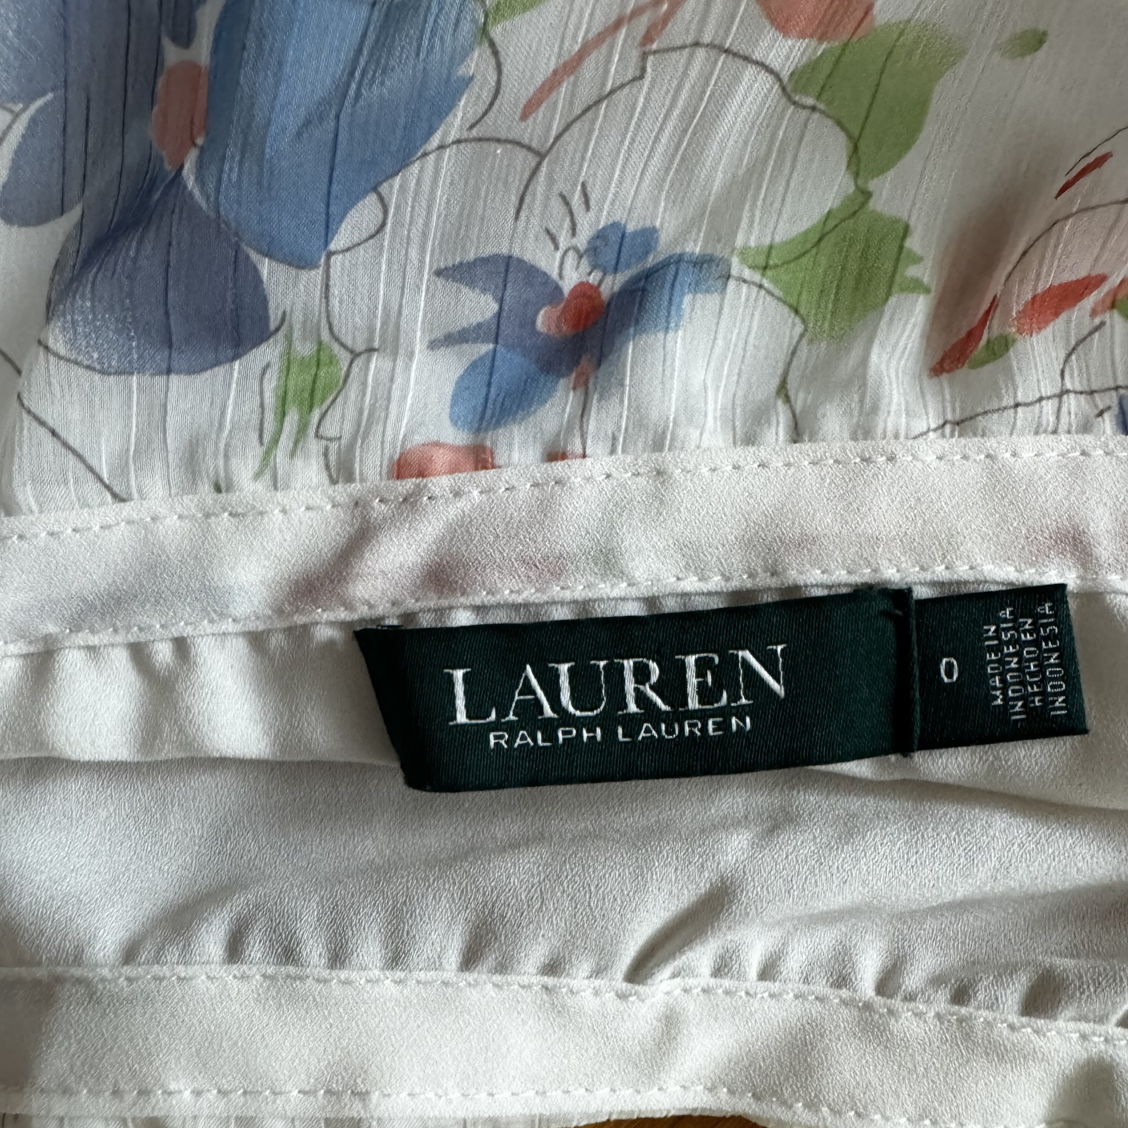 LAUREN
RALPH LAUREN
0
MADE IN
INDONESIA
HECHO EN
INDONESIA